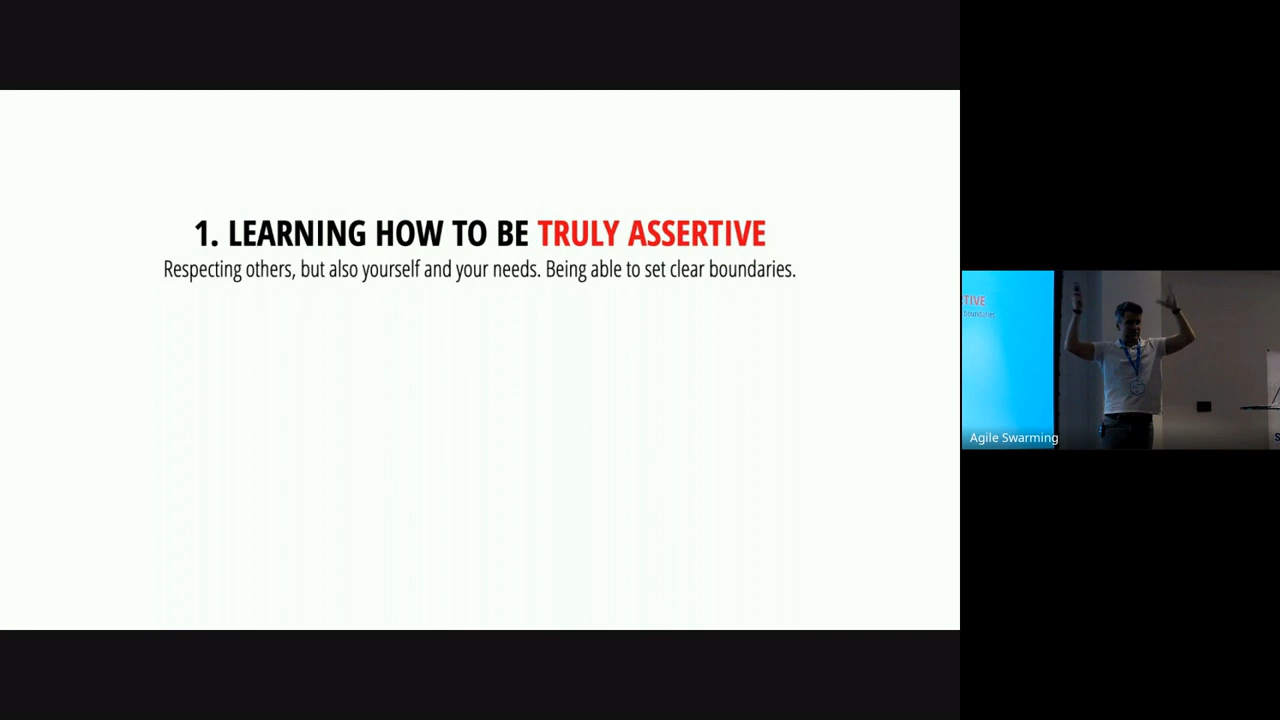 1. LEARNING HOW TO BE TRULY ASSERTIVE
Respecting others, but also yourself and your needs. Being able to set clear boundaries.
TIVE
boundaries.
Agile Swarming
S